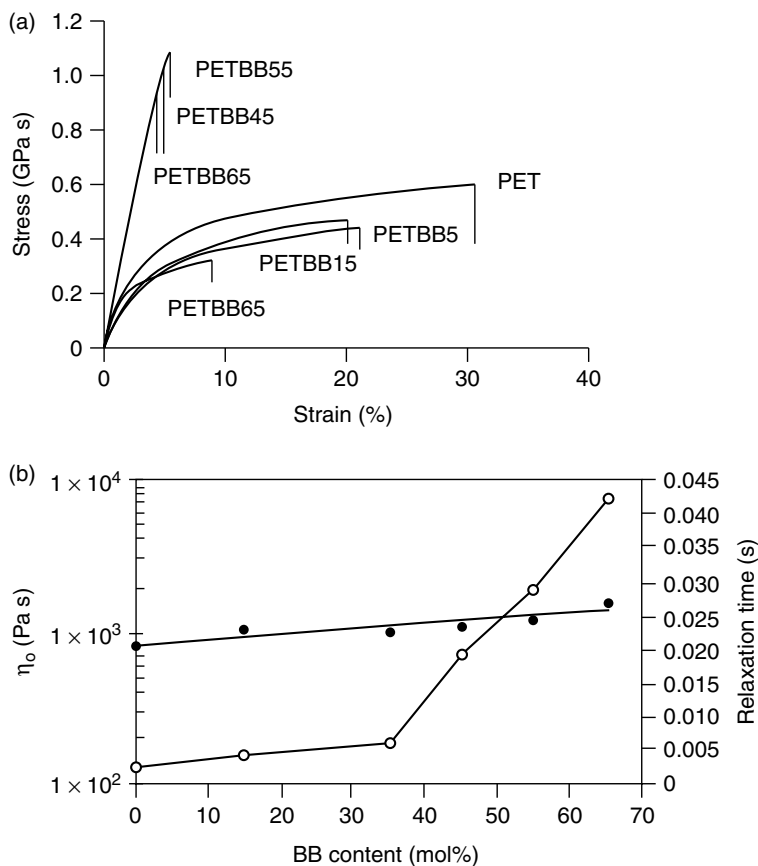 (a)
1.2
1.0
0.8
0.6
0.4
0.2
0
Stress (GPa s)
PETBB55
PETBB45
PETBB65
PET
PETBB5
PETBB15
PETBB65
0 10 20 30 40
Strain (%)
(b)
1 × 10⁴
1 × 10³
1 × 10²
η₀ (Pa s)
0.045
0.040
0.035
0.030
0.025
0.020
0.015
0.010
0.005
0
Relaxation time (s)
0 10 20 30 40 50 60 70
BB content (mol%)